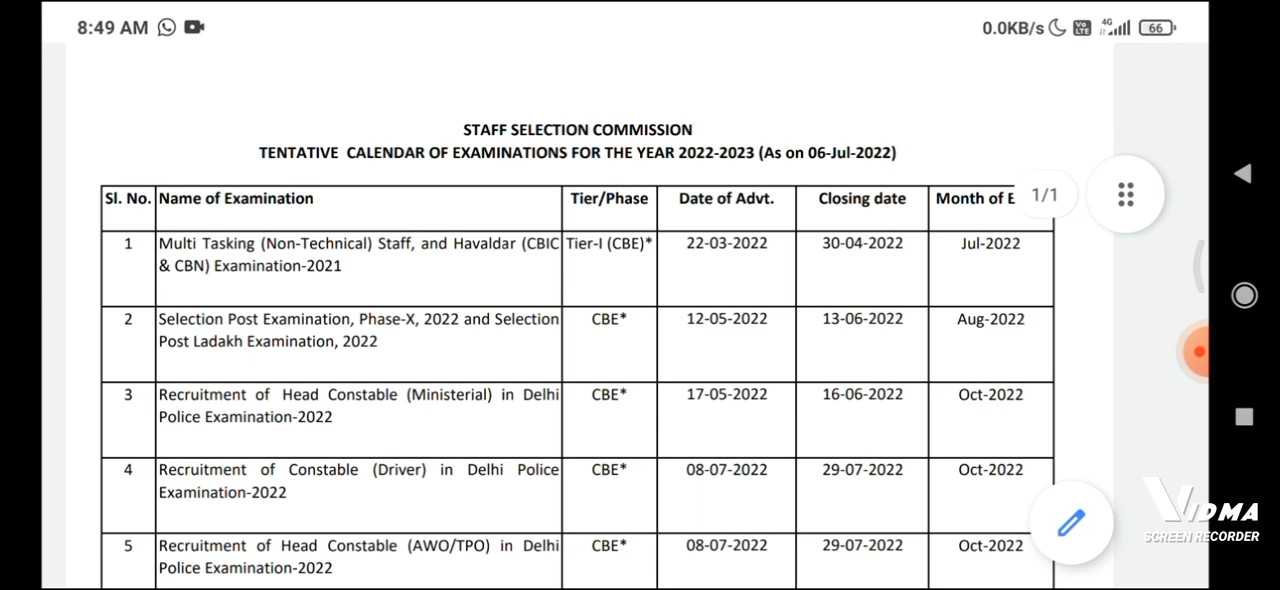 8:49 AM
0.0KB/s
Vo
LTE
4G
66
STAFF SELECTION COMMISSION
TENTATIVE CALENDAR OF EXAMINATIONS FOR THE YEAR 2022-2023 (As on 06-Jul-2022)
Sl. No. Name of Examination Tier/Phase Date of Advt. Closing date Month of E
1/1
1 Multi Tasking (Non-Technical) Staff, and Havaldar (CBIC Tier-I (CBE)* 22-03-2022 30-04-2022 Jul-2022
& CBN) Examination-2021
2 Selection Post Examination, Phase-X, 2022 and Selection CBE* 12-05-2022 13-06-2022 Aug-2022
Post Ladakh Examination, 2022
3 Recruitment of Head Constable (Ministerial) in Delhi CBE* 17-05-2022 16-06-2022 Oct-2022
Police Examination-2022
4 Recruitment of Constable (Driver) in Delhi Police CBE* 08-07-2022 29-07-2022 Oct-2022
Examination-2022
5 Recruitment of Head Constable (AWO/TPO) in Delhi CBE* 08-07-2022 29-07-2022 Oct-2022
Police Examination-2022
VIDMA
SCREEN RECORDER